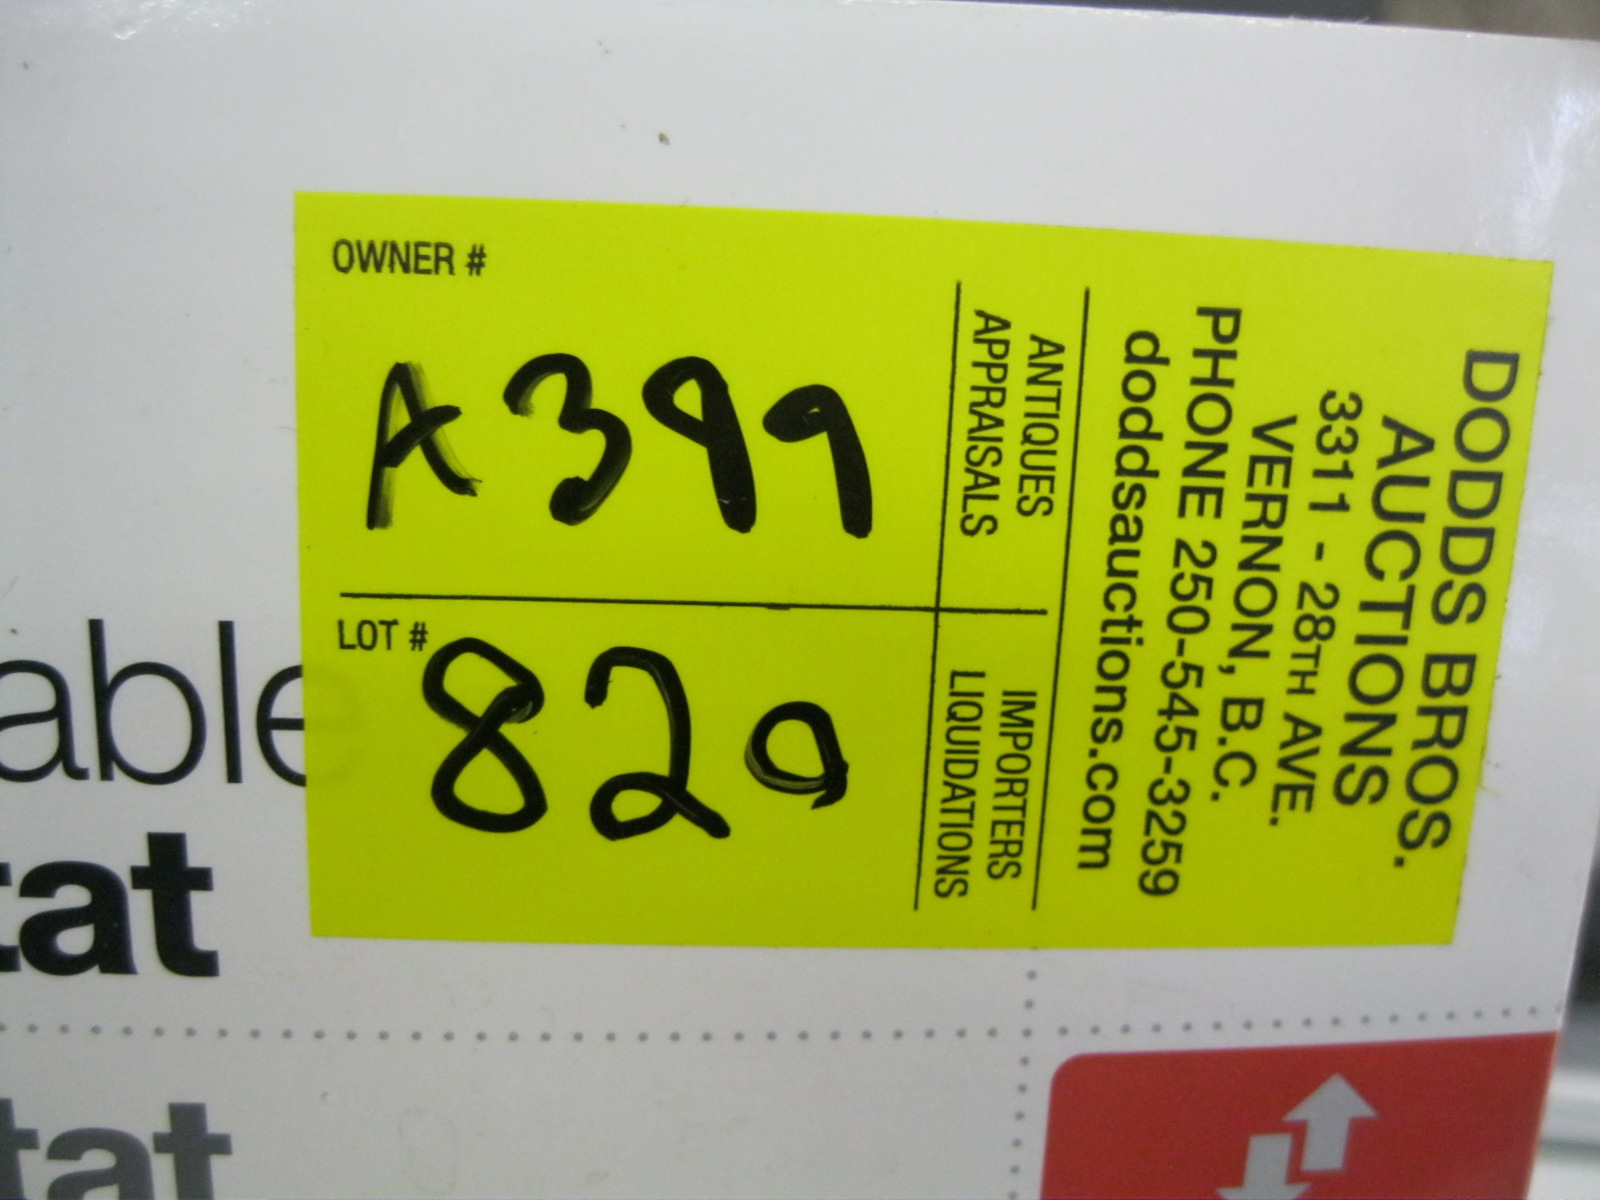 OWNER #
A399
LOT #
820
ANTIQUES
APPRAISALS
IMPORTERS
LIQUIDATIONS
DODDS BROS.
AUCTIONS
3311 - 28TH AVE.
VERNON, B.C.
PHONE 250-545-3259
doddsauctions.com
able
tat
tat